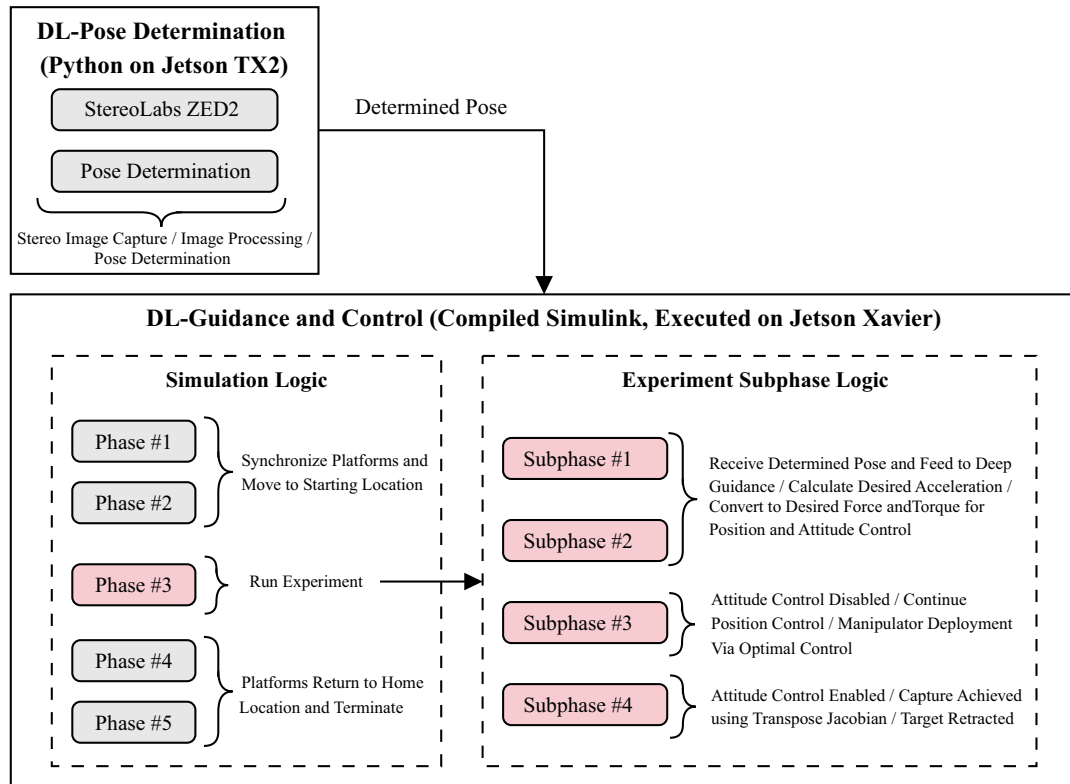 DL-Pose Determination
(Python on Jetson TX2)
StereoLabs ZED2
Pose Determination
Stereo Image Capture / Image Processing /
Pose Determination
Determined Pose
DL-Guidance and Control (Compiled Simulink, Executed on Jetson Xavier)
Simulation Logic
Phase #1
Phase #2
Synchronize Platforms and
Move to Starting Location
Phase #3
Run Experiment
Phase #4
Phase #5
Platforms Return to Home
Location and Terminate
Experiment Subphase Logic
Subphase #1
Subphase #2
Receive Determined Pose and Feed to Deep
Guidance / Calculate Desired Acceleration /
Convert to Desired Force andTorque for
Position and Attitude Control
Subphase #3
Attitude Control Disabled / Continue
Position Control / Manipulator Deployment
Via Optimal Control
Subphase #4
Attitude Control Enabled / Capture Achieved
using Transpose Jacobian / Target Retracted